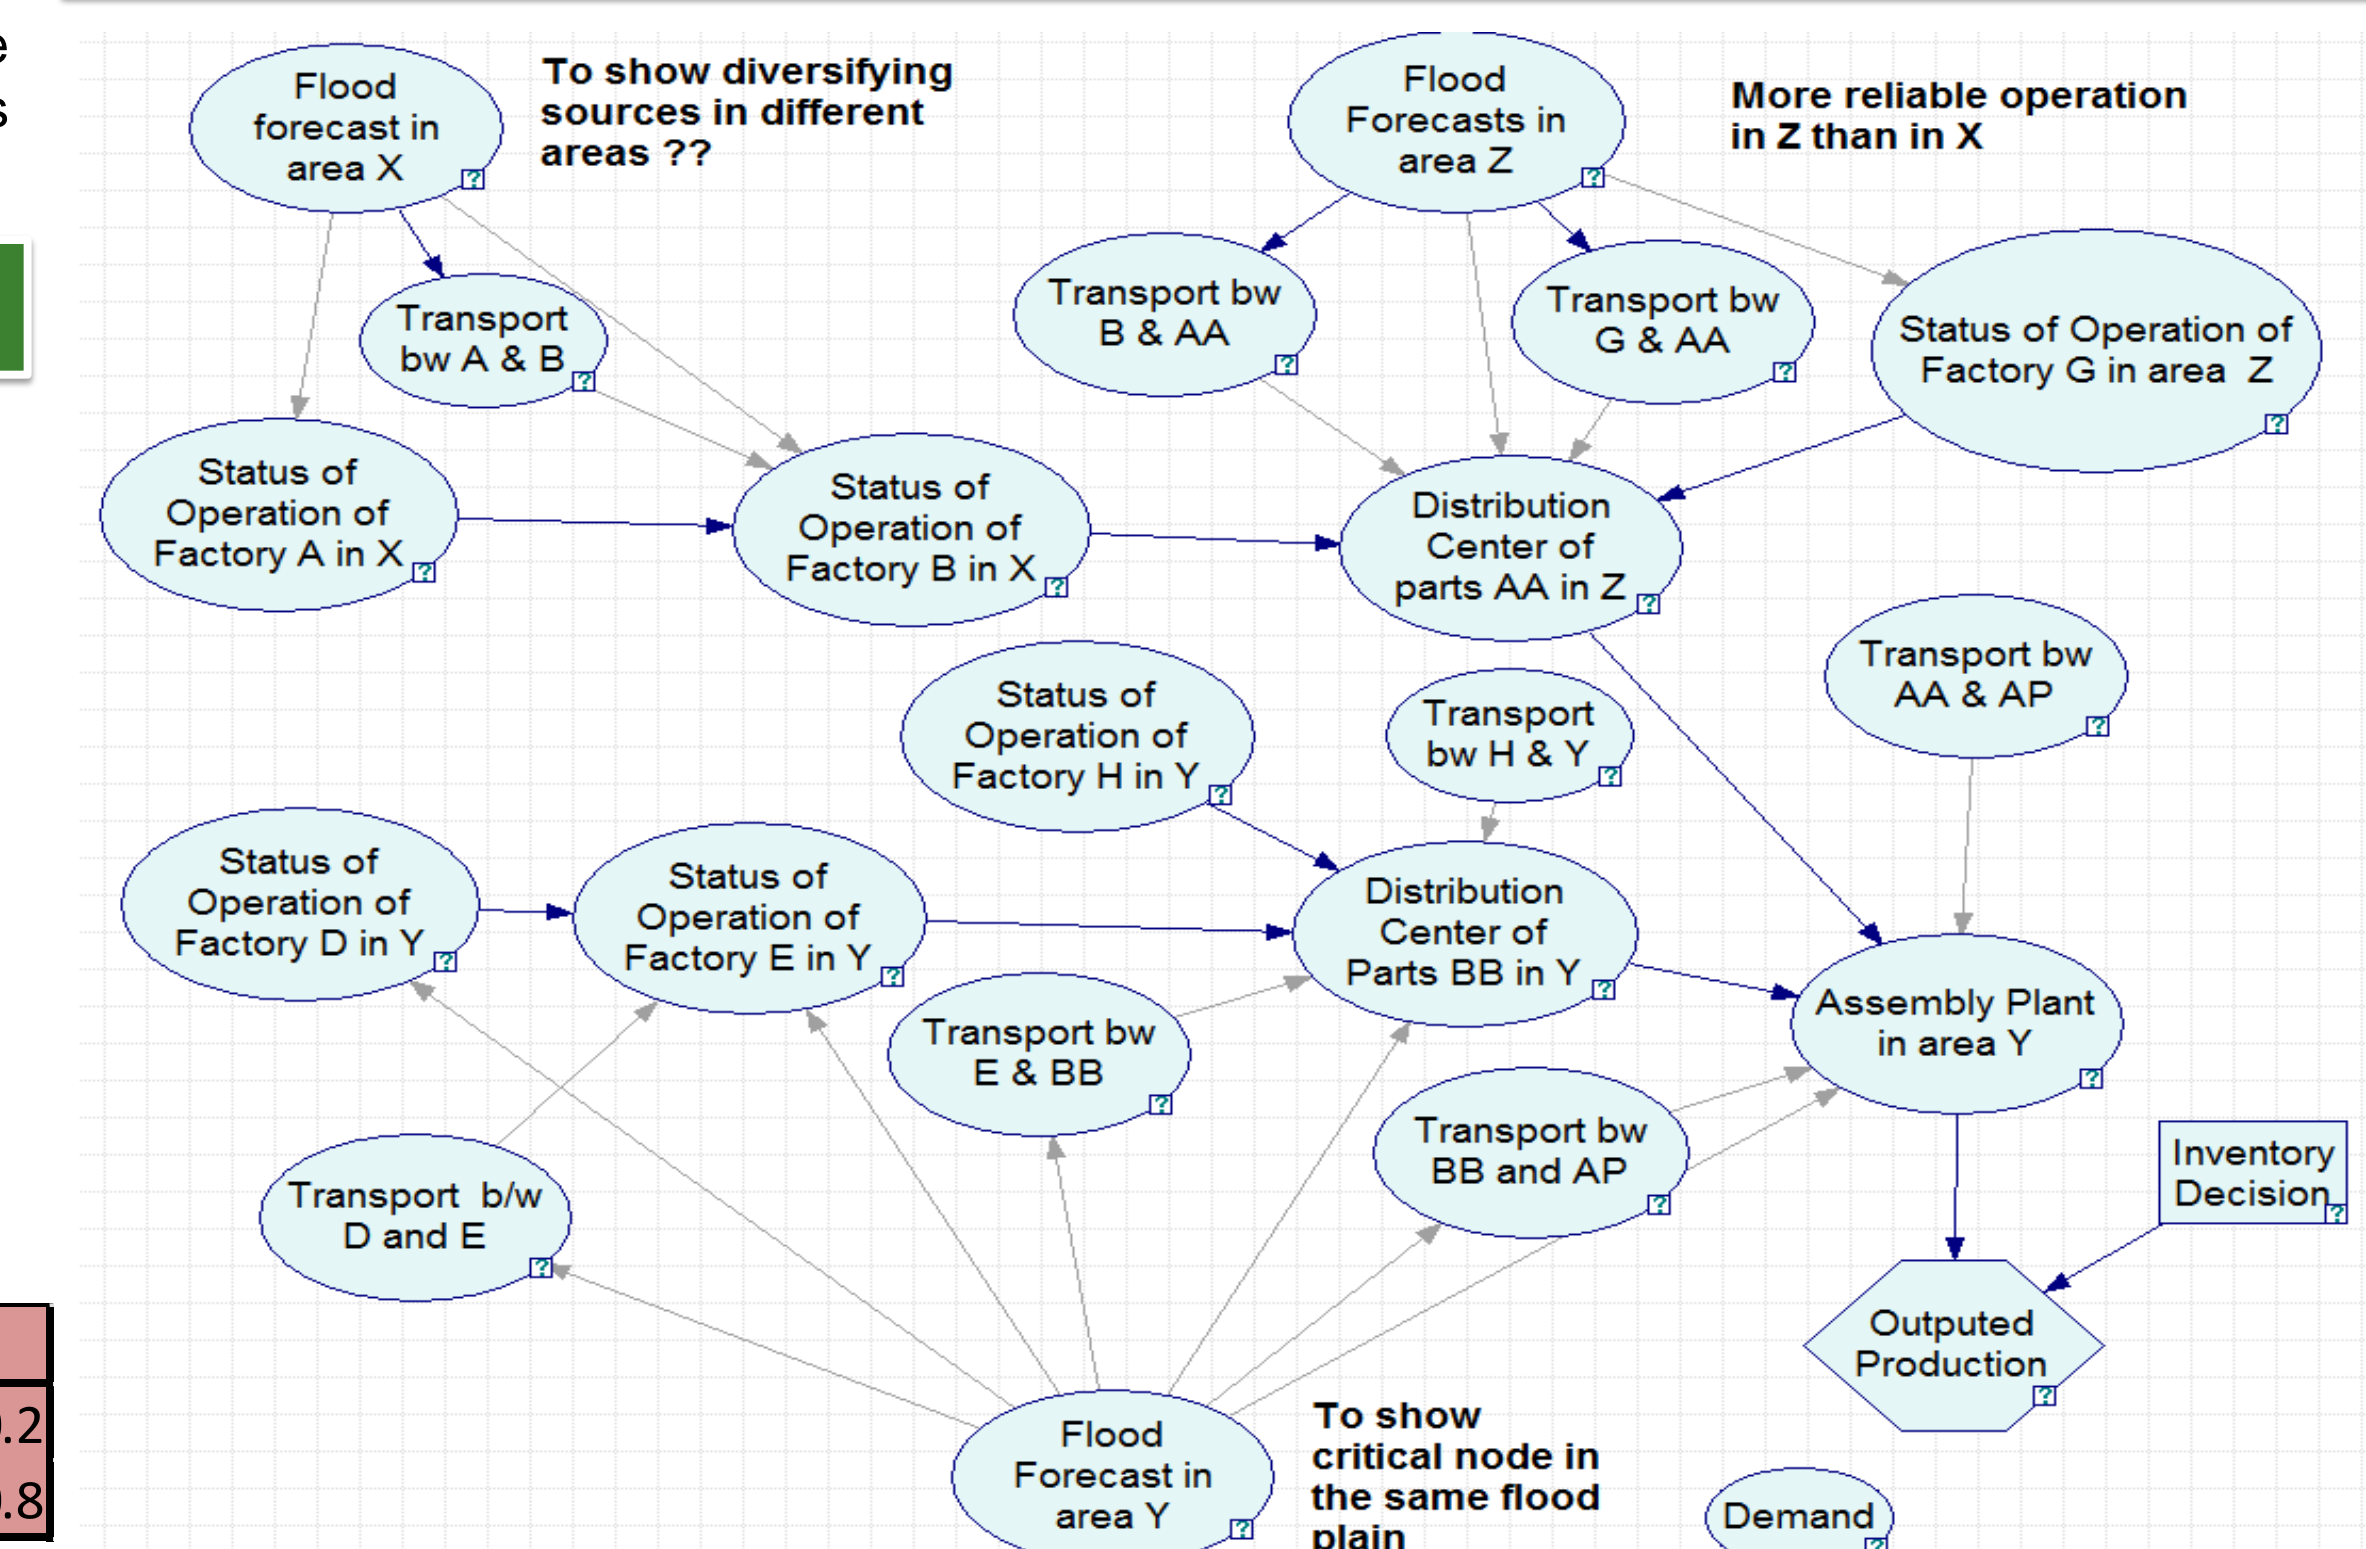 e
s
Flood
forecast in
area X
?
To show diversifying
sources in different
areas ??
Flood
Forecasts in
area Z
?
More reliable operation
in Z than in X
Transport
bw A & B
?
Transport bw
B & AA
?
Transport bw
G & AA
?
Status of Operation of
Factory G in area  Z
?
Status of
Operation of
Factory A in X
?
Status of
Operation of
Factory B in X
?
Distribution
Center of
parts AA in Z
?
Transport bw
AA & AP
?
Status of
Operation of
Factory H in Y
?
Transport
bw H & Y
?
Status of
Operation of
Factory D in Y
?
Status of
Operation of
Factory E in Y
?
Distribution
Center of
Parts BB in Y
?
Assembly Plant
in area Y
?
Transport bw
E & BB
?
Transport bw
BB and AP
?
Transport  b/w
D and E
?
Inventory
Decision
?
Outputed
Production
?
Flood
Forecast in
area Y
?
To show
critical node in
the same flood
plain
Demand
?
.2
.8